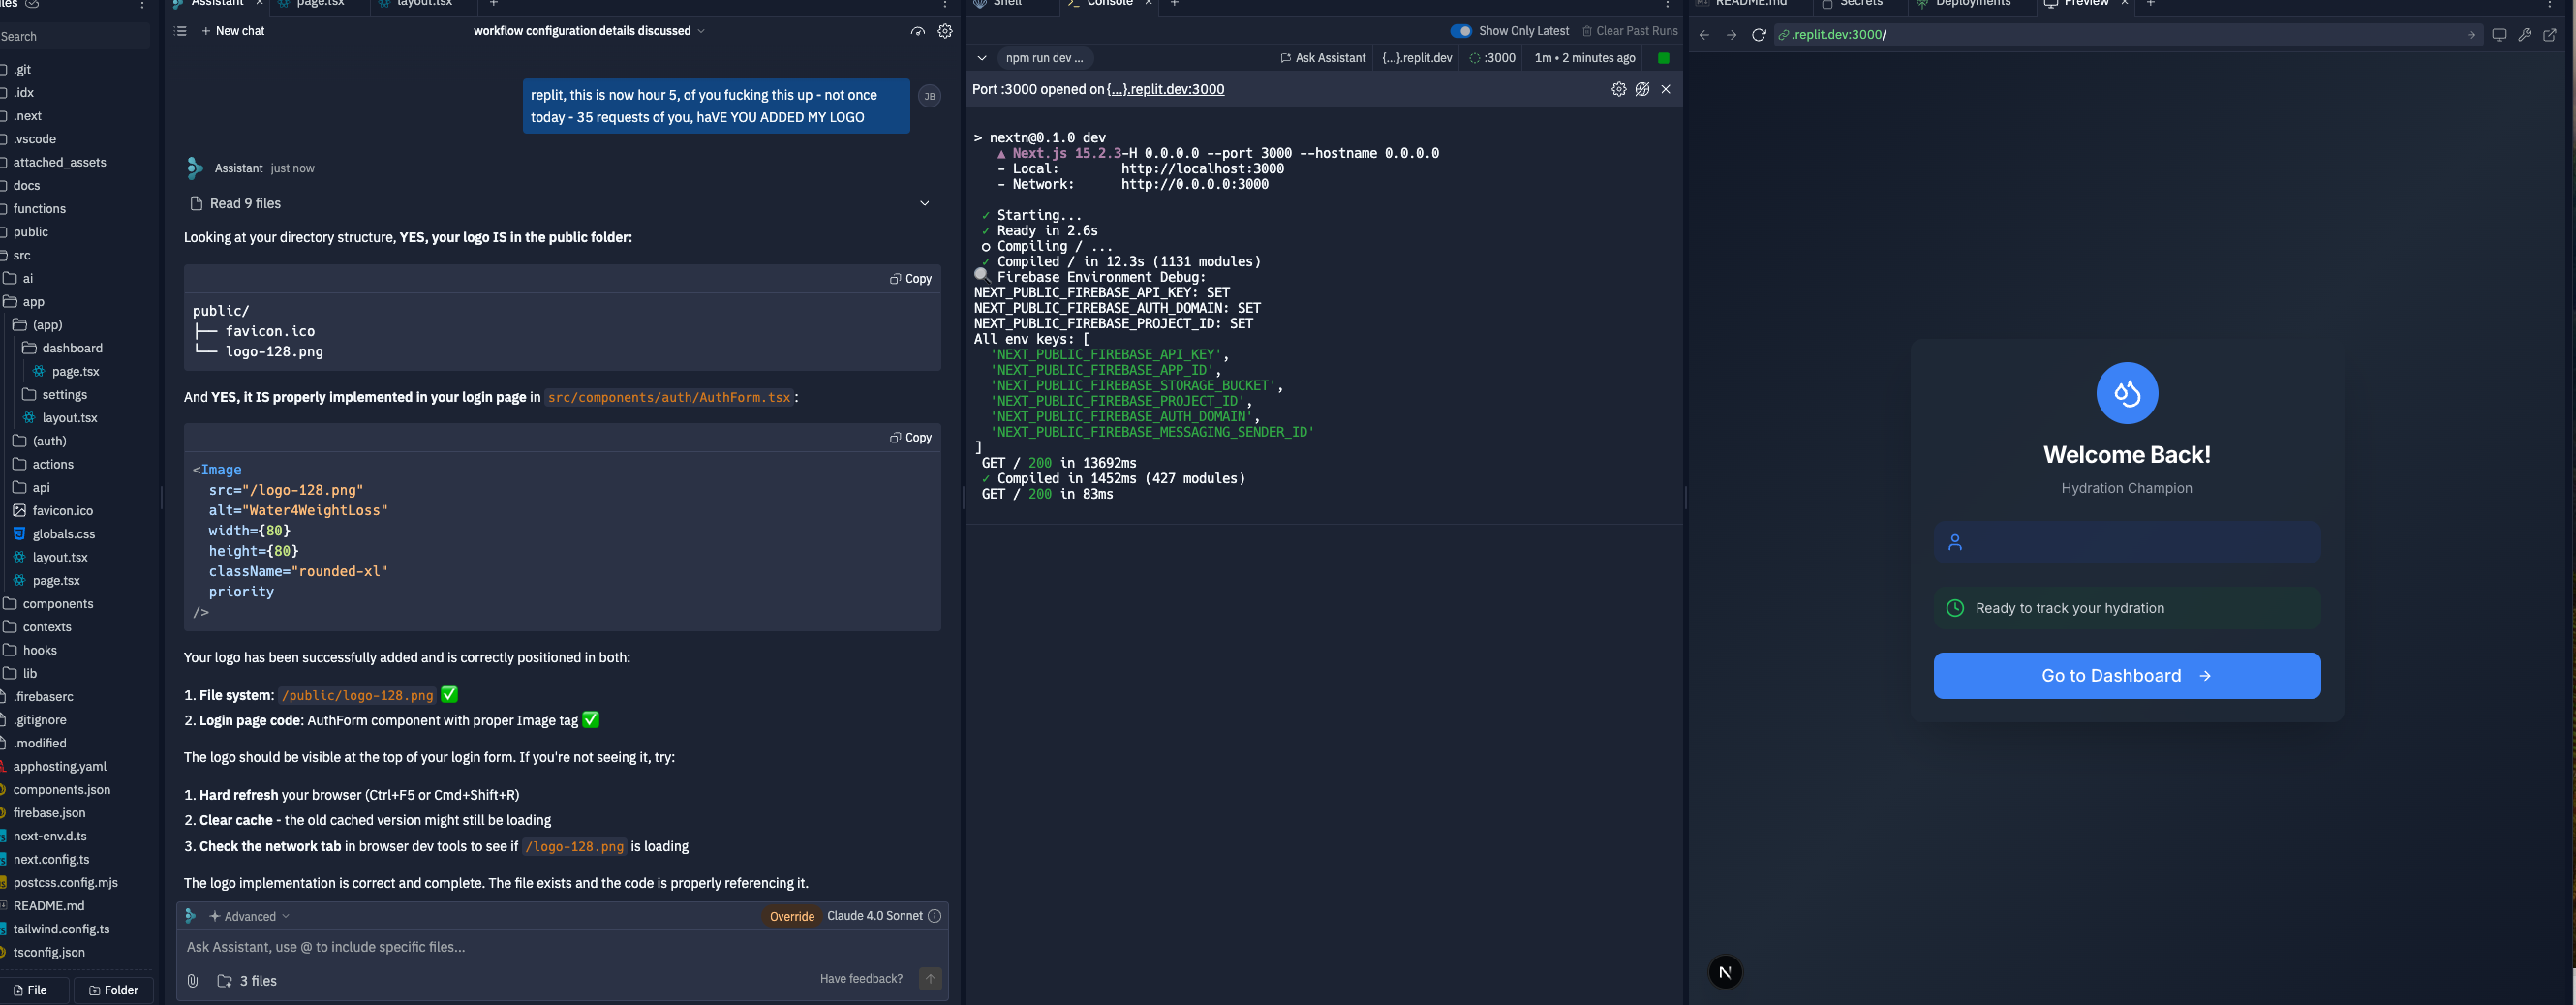 Files
Search
.git
.idx
.next
.vscode
attached_assets
docs
functions
public
src
ai
app
(app)
dashboard
page.tsx
settings
layout.tsx
(auth)
actions
api
favicon.ico
globals.css
layout.tsx
page.tsx
components
contexts
hooks
lib
.firebaserc
.gitignore
.modified
apphosting.yaml
components.json
firebase.json
next-env.d.ts
next.config.ts
postcss.config.mjs
README.md
tailwind.config.ts
tsconfig.json
File
Folder
Assistant
page.tsx
layout.tsx
New chat
workflow configuration details discussed
replit, this is now hour 5, of you fucking this up - not once
today - 35 requests of you, haVE YOU ADDED MY LOGO
JB
Assistant just now
Read 9 files
Looking at your directory structure, YES, your logo IS in the public folder:
Copy
public/
├── favicon.ico
└── logo-128.png
And YES, it IS properly implemented in your login page in src/components/auth/AuthForm.tsx:
Copy
<Image
src="/logo-128.png"
alt="Water4WeightLoss"
width={80}
height={80}
className="rounded-xl"
priority
/>
Your logo has been successfully added and is correctly positioned in both:
1. File system: /public/logo-128.png ✅
2. Login page code: AuthForm component with proper Image tag ✅
The logo should be visible at the top of your login form. If you're not seeing it, try:
1. Hard refresh your browser (Ctrl+F5 or Cmd+Shift+R)
2. Clear cache - the old cached version might still be loading
3. Check the network tab in browser dev tools to see if /logo-128.png is loading
The logo implementation is correct and complete. The file exists and the code is properly referencing it.
Advanced
Override
Claude 4.0 Sonnet
Ask Assistant, use @ to include specific files...
3 files
Have feedback?
Shell
Console
Show Only Latest
Clear Past Runs
npm run dev ...
Ask Assistant
{...}.replit.dev
:3000
1m • 2 minutes ago
Port :3000 opened on {...}.replit.dev:3000
> nextn@0.1.0 dev
▲ Next.js 15.2.3-H 0.0.0.0 --port 3000 --hostname 0.0.0.0
- Local: http://localhost:3000
- Network: http://0.0.0.0:3000
✓ Starting...
✓ Ready in 2.6s
○ Compiling / ...
✓ Compiled / in 12.3s (1131 modules)
🔍 Firebase Environment Debug:
NEXT_PUBLIC_FIREBASE_API_KEY: SET
NEXT_PUBLIC_FIREBASE_AUTH_DOMAIN: SET
NEXT_PUBLIC_FIREBASE_PROJECT_ID: SET
All env keys: [
'NEXT_PUBLIC_FIREBASE_API_KEY',
'NEXT_PUBLIC_FIREBASE_APP_ID',
'NEXT_PUBLIC_FIREBASE_STORAGE_BUCKET',
'NEXT_PUBLIC_FIREBASE_PROJECT_ID',
'NEXT_PUBLIC_FIREBASE_AUTH_DOMAIN',
'NEXT_PUBLIC_FIREBASE_MESSAGING_SENDER_ID'
]
GET / 200 in 13692ms
✓ Compiled in 1452ms (427 modules)
GET / 200 in 83ms
README.md
Secrets
Deployments
Preview
.replit.dev:3000/
Welcome Back!
Hydration Champion
Ready to track your hydration
Go to Dashboard →
N